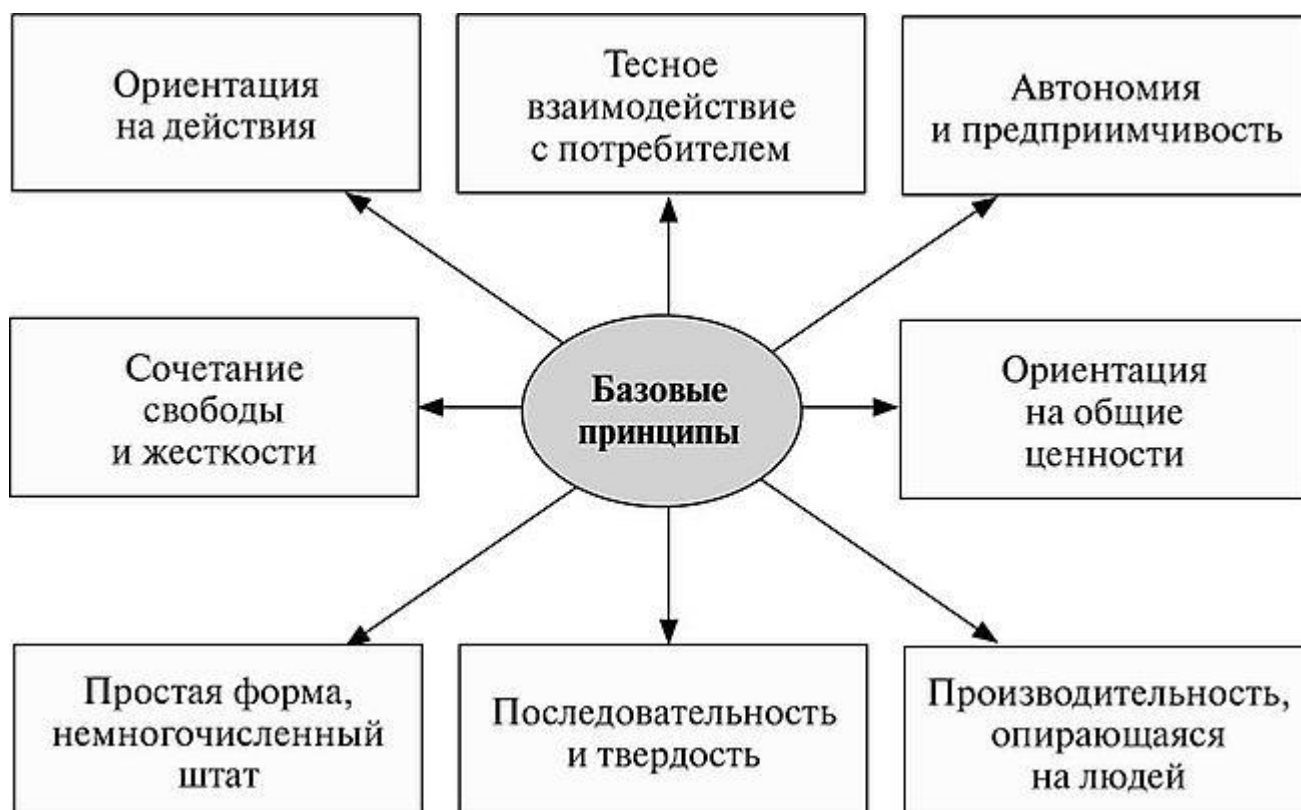 Ориентация
на действия
Тесное
взаимодействие
с потребителем
Автономия
и предприимчивость
Сочетание
свободы
и жесткости
Базовые
принципы
Ориентация
на общие
ценности
Простая форма,
немногочисленный
штат
Последовательность
и твердость
Производительность,
опирающаяся
на людей